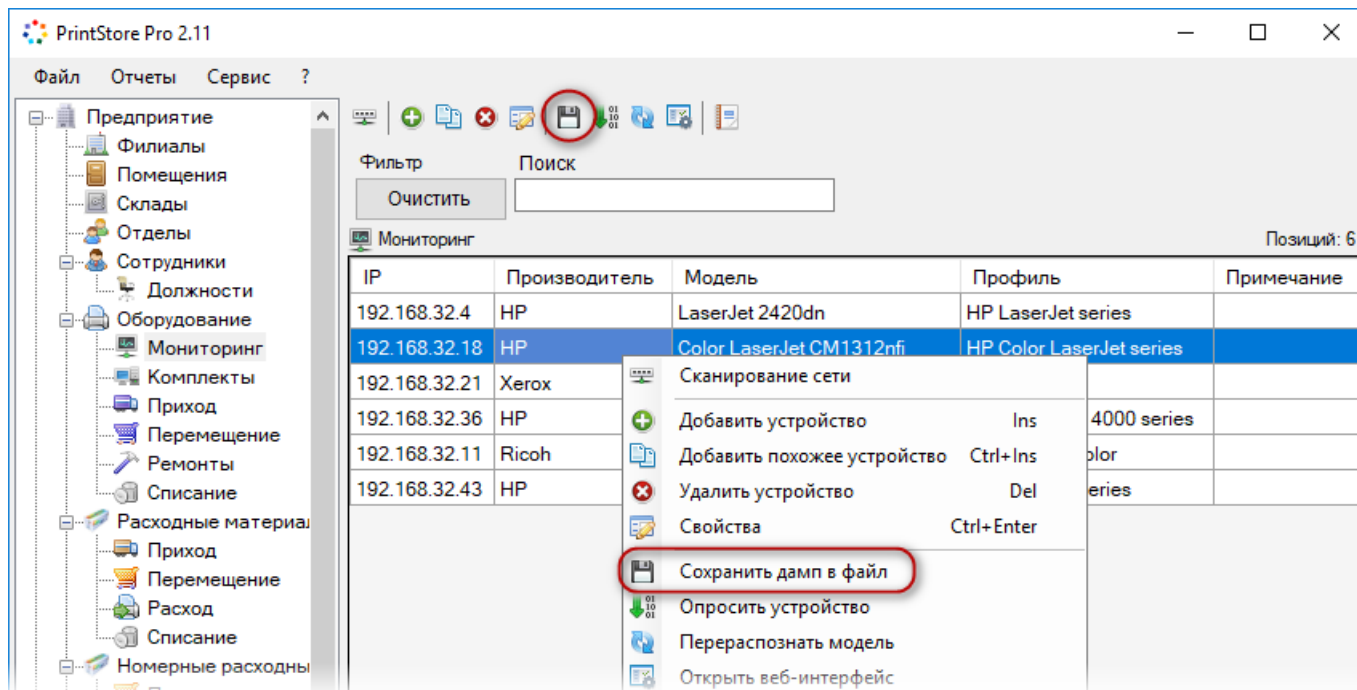 PrintStore Pro 2.11
Файл Отчеты Сервис ?
Предприятие
Филиалы
Помещения
Склады
Отделы
Сотрудники
Должности
Оборудование
Мониторинг
Комплекты
Приход
Перемещение
Ремонты
Списание
Расходные материал
Приход
Перемещение
Расход
Списание
Номерные расходны
Фильтр Поиск
Очистить
Мониторинг Позиций: 6
IP Производитель Модель Профиль Примечание
192.168.32.4 HP LaserJet 2420dn HP LaserJet series
192.168.32.18 HP Color LaserJet CM1312nfi HP Color LaserJet series
192.168.32.21 Xerox
192.168.32.36 HP 4000 series
192.168.32.11 Ricoh olor
192.168.32.43 HP eries
Сканирование сети
Добавить устройство Ins
Добавить похожее устройство Ctrl+Ins
Удалить устройство Del
Свойства Ctrl+Enter
Сохранить дамп в файл
Опросить устройство
Перераспознать модель
Открыть веб-интерфейс